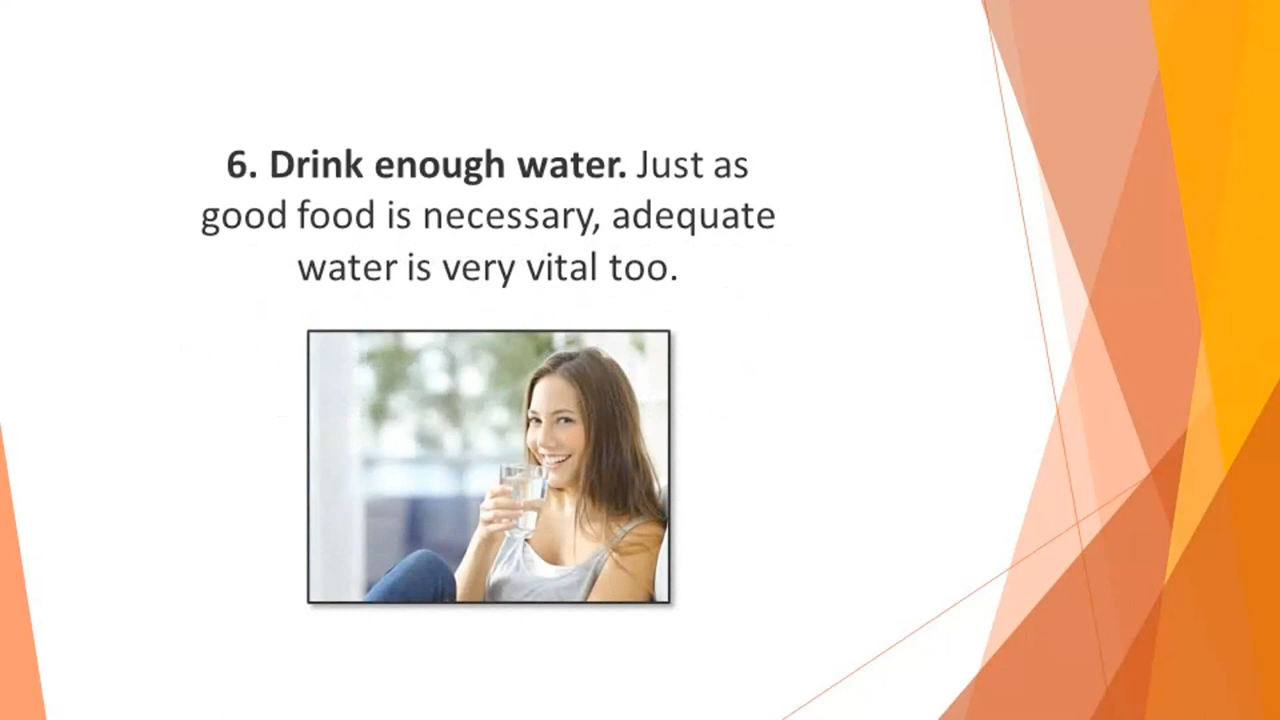 6. Drink enough water. Just as
good food is necessary, adequate
water is very vital too.